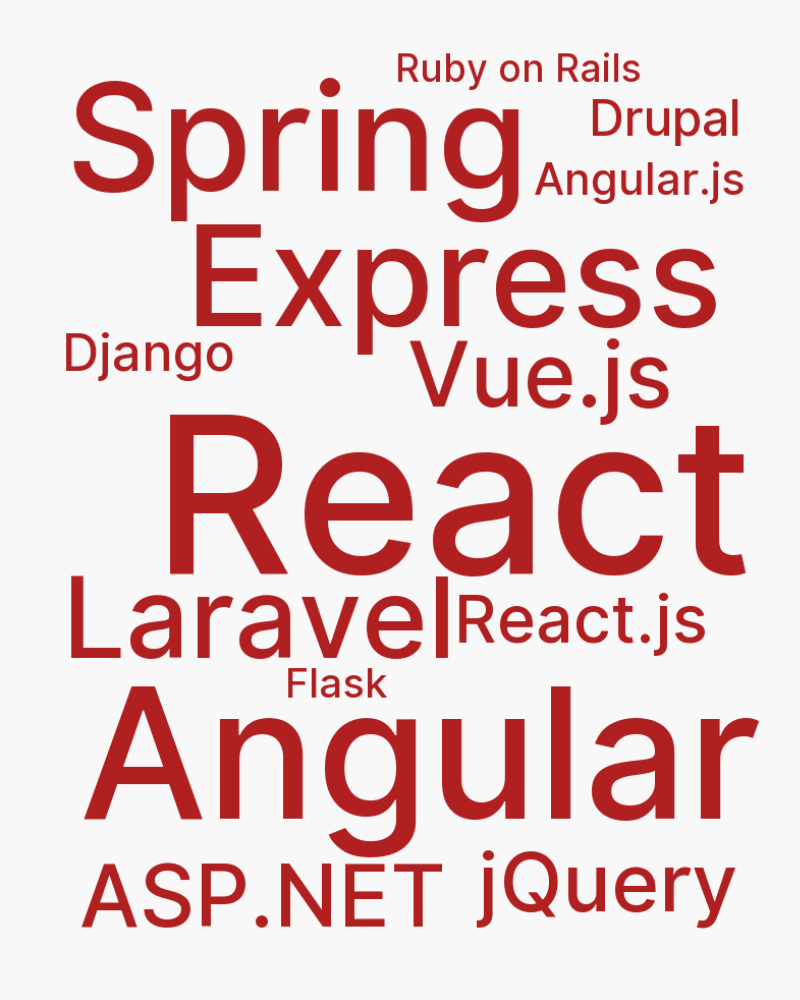 Ruby on Rails
Spring
Drupal
Angular.js
Express
Django
Vue.js
React
Laravel
React.js
Flask
Angular
ASP.NET
jQuery